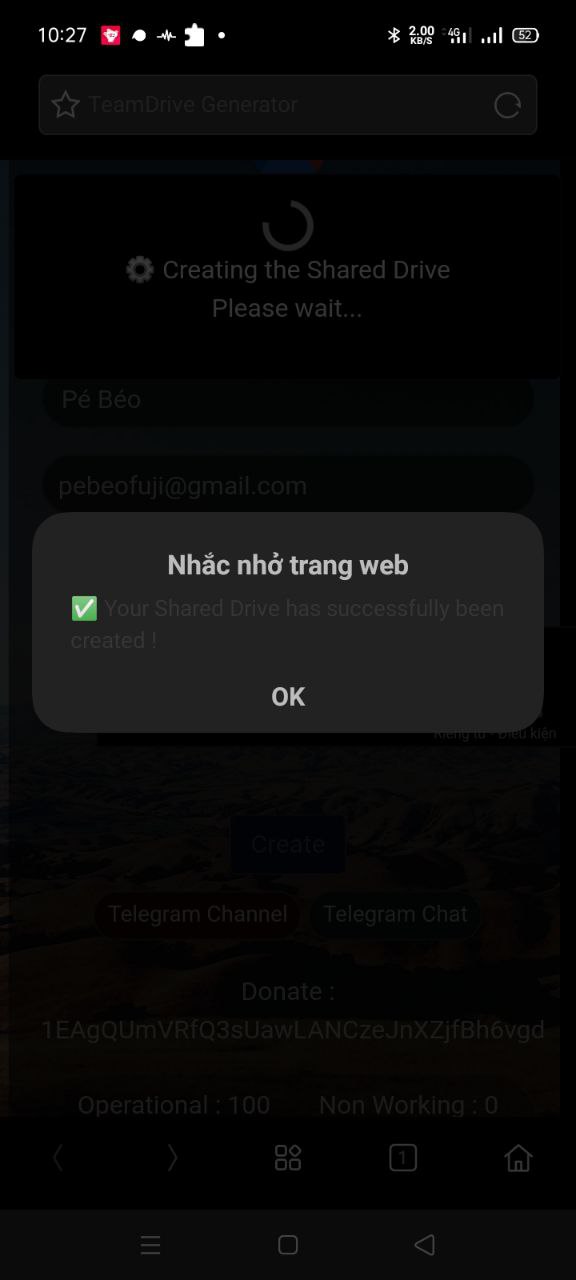 10:27
2.00
KB/S
4G
52
TeamDrive Generator
Creating the Shared Drive
Please wait...
Pé Béo
pebeofuji@gmail.com
Nhắc nhở trang web
✅ Your Shared Drive has successfully been
created !
OK
Riêng tư - Điều kiện
Create
Telegram Channel
Telegram Chat
Donate :
1EAgQUmVRfQ3sUawLANCzeJnXZjfBh6vgd
Operational : 100
Non Working : 0
1